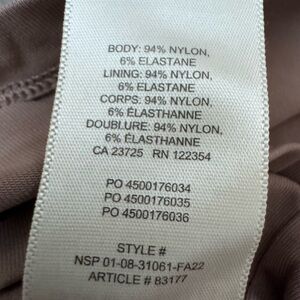 BODY: 94% NYLON,
6% ELASTANE
LINING: 94% NYLON,
6% ELASTANE
CORPS: 94% NYLON,
6% ÉLASTHANNE
DOUBLURE: 94% NYLON,
6% ÉLASTHANNE
CA 23725 RN 122354
PO 4500176034
PO 4500176035
PO 4500176036
STYLE #
NSP 01-08-31061-FA22
ARTICLE # 83177